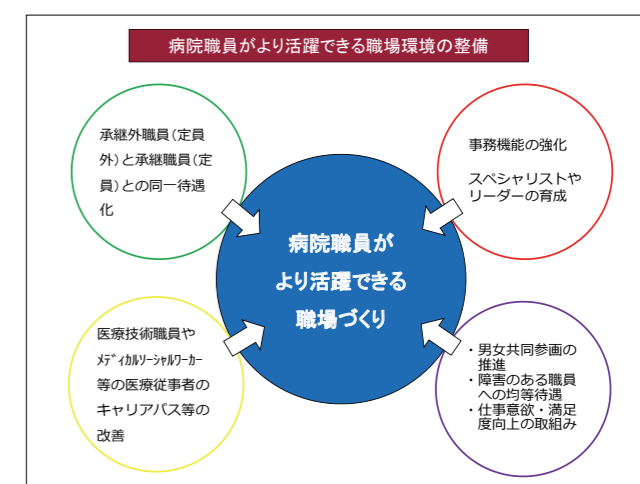 病院職員がより活躍できる職場環境の整備
承継外職員(定員
外)と承継職員(定
員)との同一待遇
化
事務機能の強化
スペシャリストや
リーダーの育成
病院職員が
より活躍できる
職場づくり
医療技術職員や
ﾒﾃﾞｨｶﾙｿｰｼｬﾙﾜｰｶｰ
等の医療従事者の
キャリアパス等の
改善
・男女共同参画の
推進
・障害のある職員
への均等待遇
・仕事意欲・満足
度向上の取組み